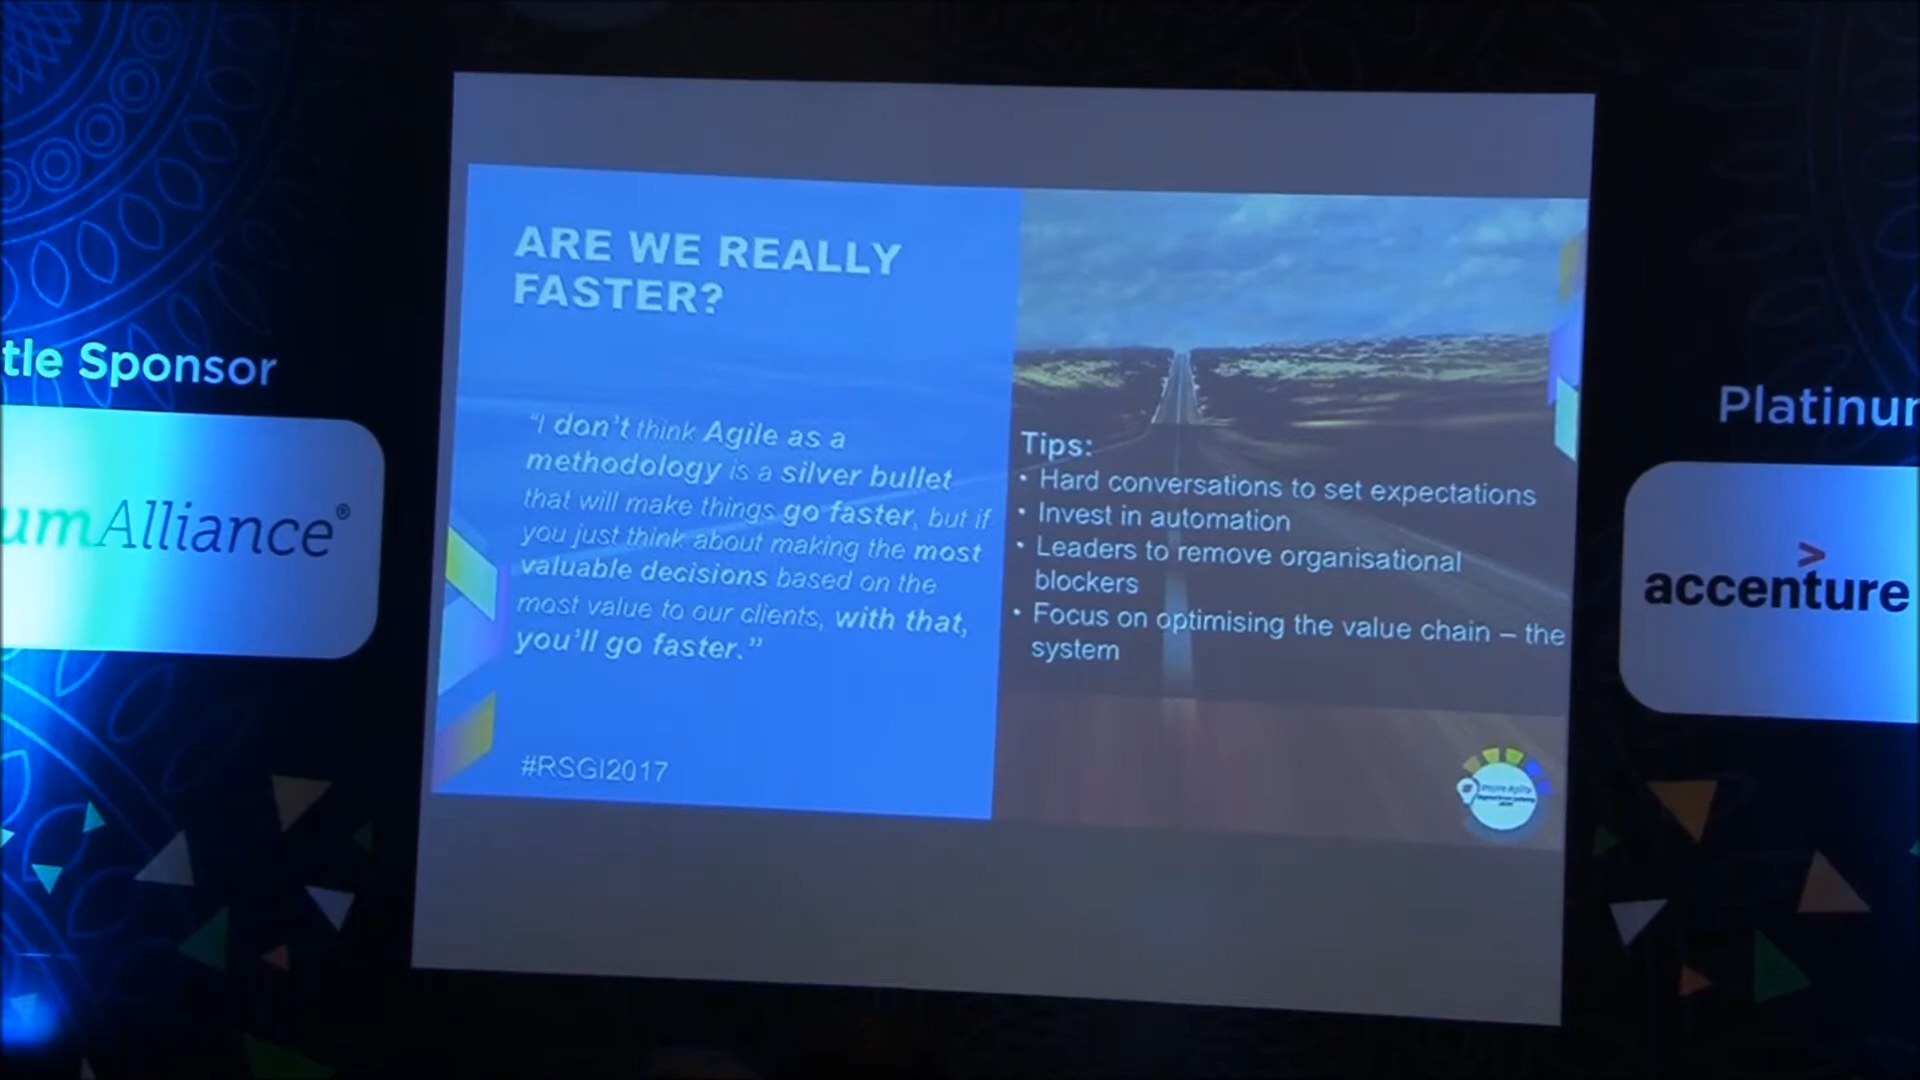 ARE WE REALLY
FASTER?
"I don't think Agile as a
methodology is a silver bullet
that will make things go faster, but if
you just think about making the most
valuable decisions based on the
most value to our clients, with that,
you'll go faster."
#RSGI2017
Tips:
• Hard conversations to set expectations
• Invest in automation
• Leaders to remove organisational
blockers
• Focus on optimising the value chain – the
system
tle Sponsor
umAlliance®
Platinum
>
accenture